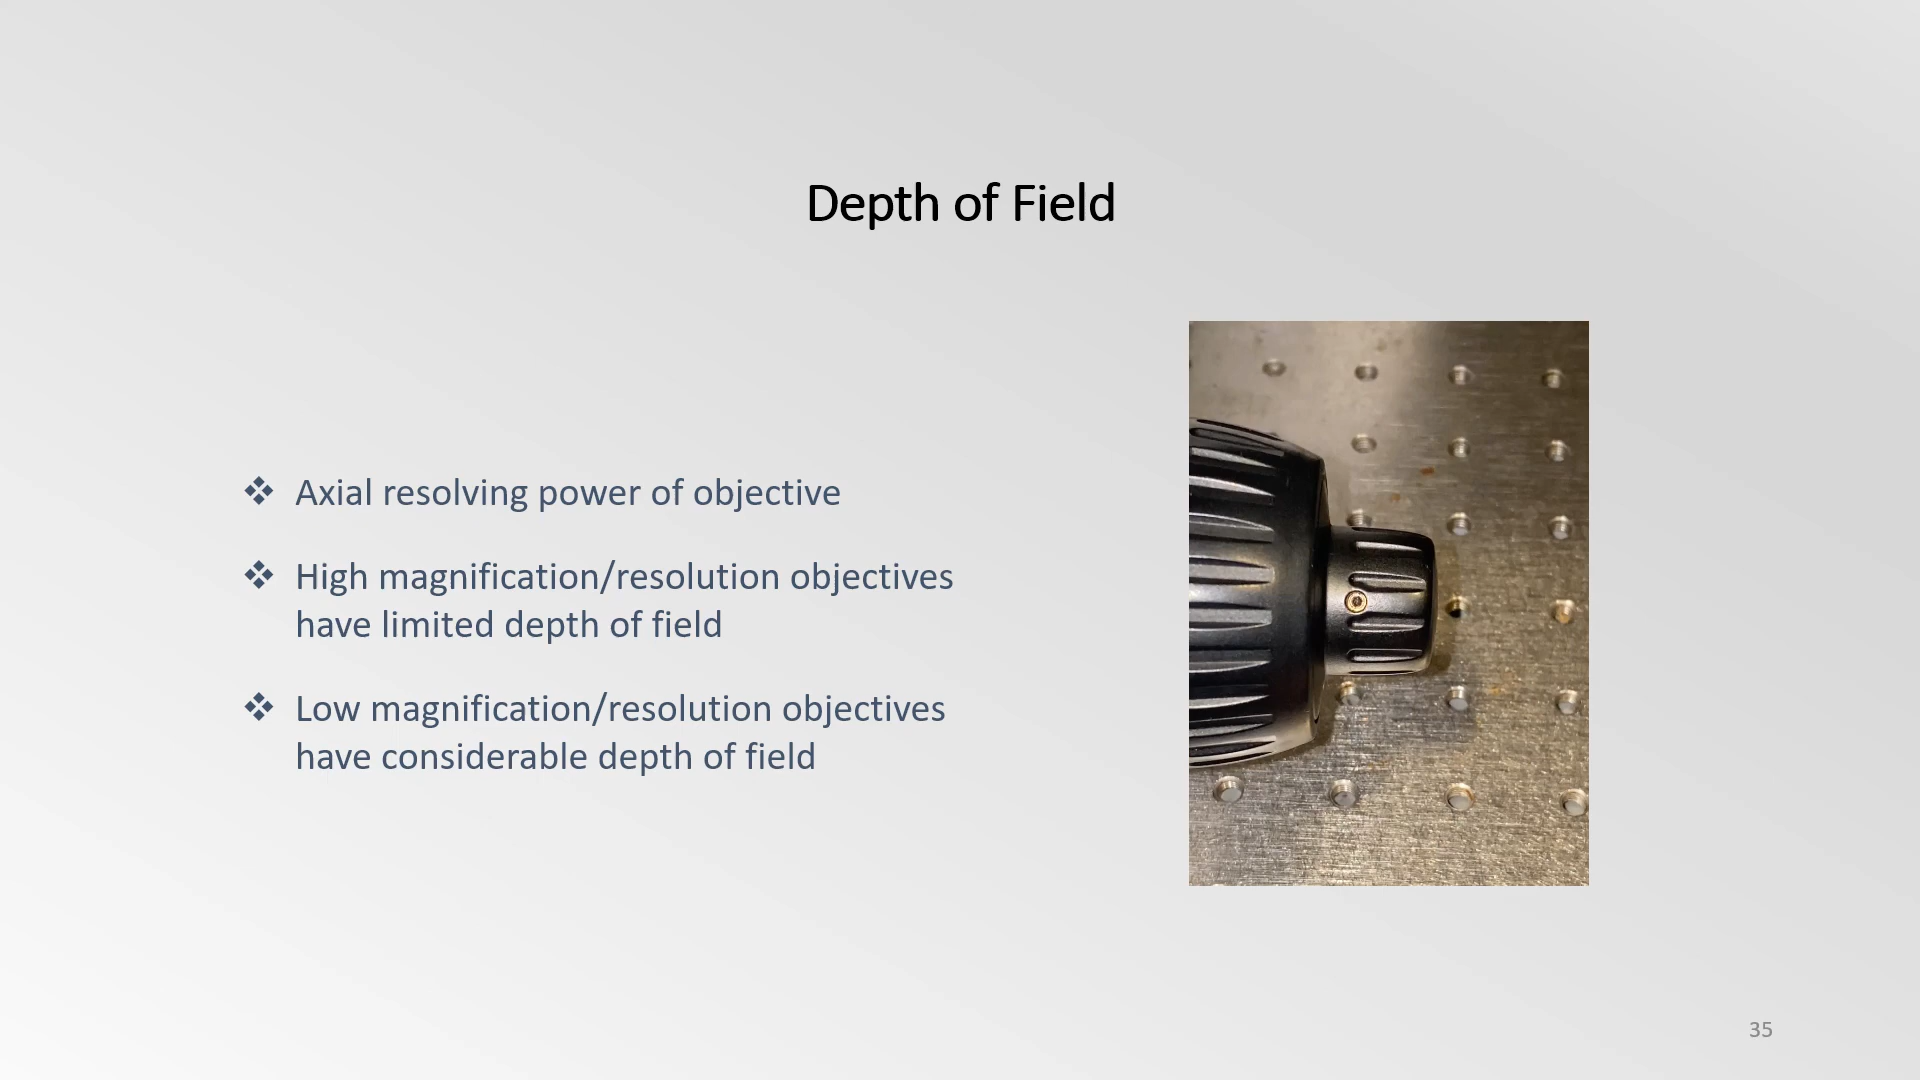 Depth of Field
❖ Axial resolving power of objective
❖ High magnification/resolution objectives
have limited depth of field
❖ Low magnification/resolution objectives
have considerable depth of field
35